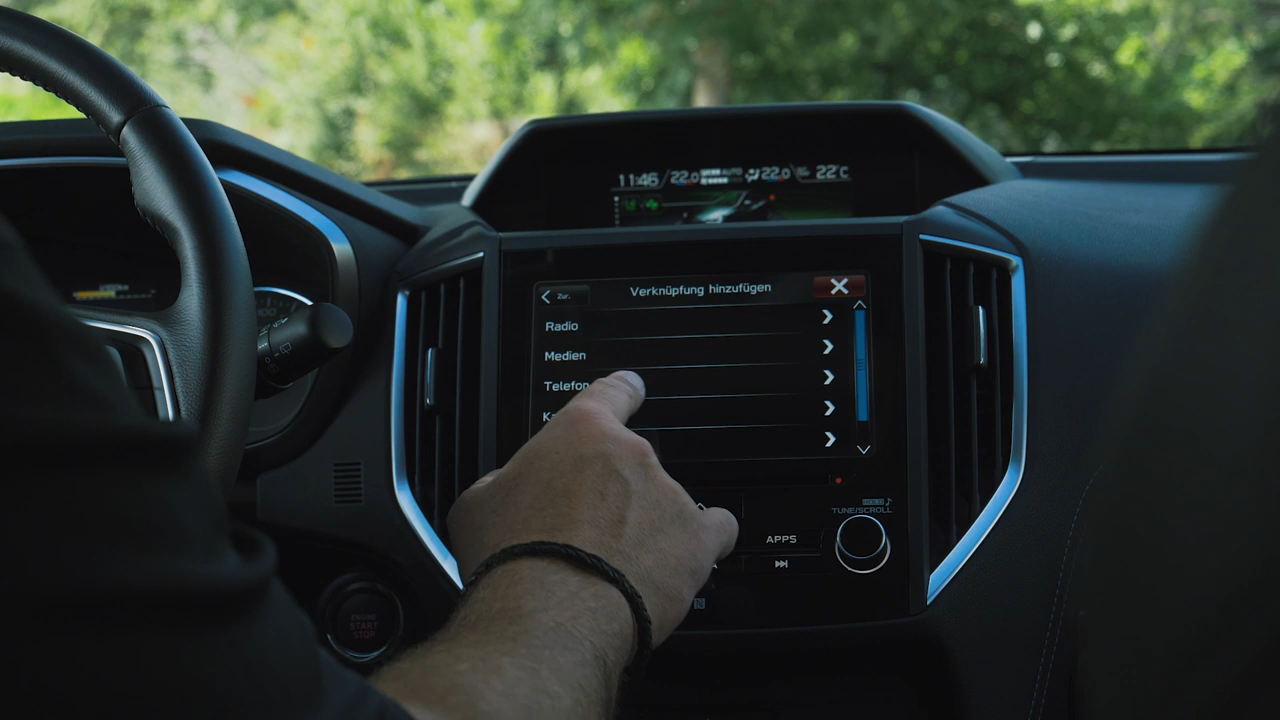 11:46 22.0 AUTO 22.0 22°C
Zur. Verknüpfung hinzufügen
Radio
Medien
Telefon
HOLD
TUNE/SCROLL
APPS
ENGINE
START
STOP